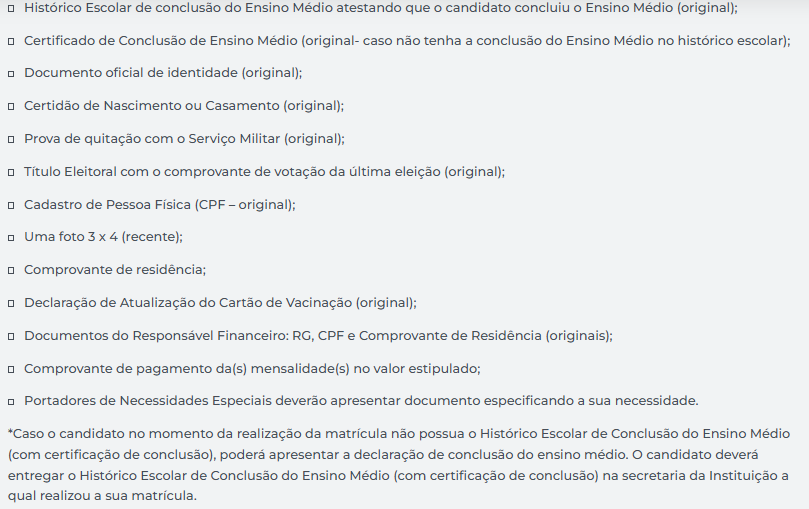 Histórico Escolar de conclusão do Ensino Médio atestando que o candidato concluiu o Ensino Médio (original);
Certificado de Conclusão de Ensino Médio (original- caso não tenha a conclusão do Ensino Médio no histórico escolar);
Documento oficial de identidade (original);
Certidão de Nascimento ou Casamento (original);
Prova de quitação com o Serviço Militar (original);
Título Eleitoral com o comprovante de votação da última eleição (original);
Cadastro de Pessoa Física (CPF – original);
Uma foto 3 x 4 (recente);
Comprovante de residência;
Declaração de Atualização do Cartão de Vacinação (original);
Documentos do Responsável Financeiro: RG, CPF e Comprovante de Residência (originais);
Comprovante de pagamento da(s) mensalidade(s) no valor estipulado;
Portadores de Necessidades Especiais deverão apresentar documento especificando a sua necessidade.
*Caso o candidato no momento da realização da matrícula não possua o Histórico Escolar de Conclusão do Ensino Médio
(com certificação de conclusão), poderá apresentar a declaração de conclusão do ensino médio. O candidato deverá
entregar o Histórico Escolar de Conclusão do Ensino Médio (com certificação de conclusão) na secretaria da Instituição a
qual realizou a sua matrícula.